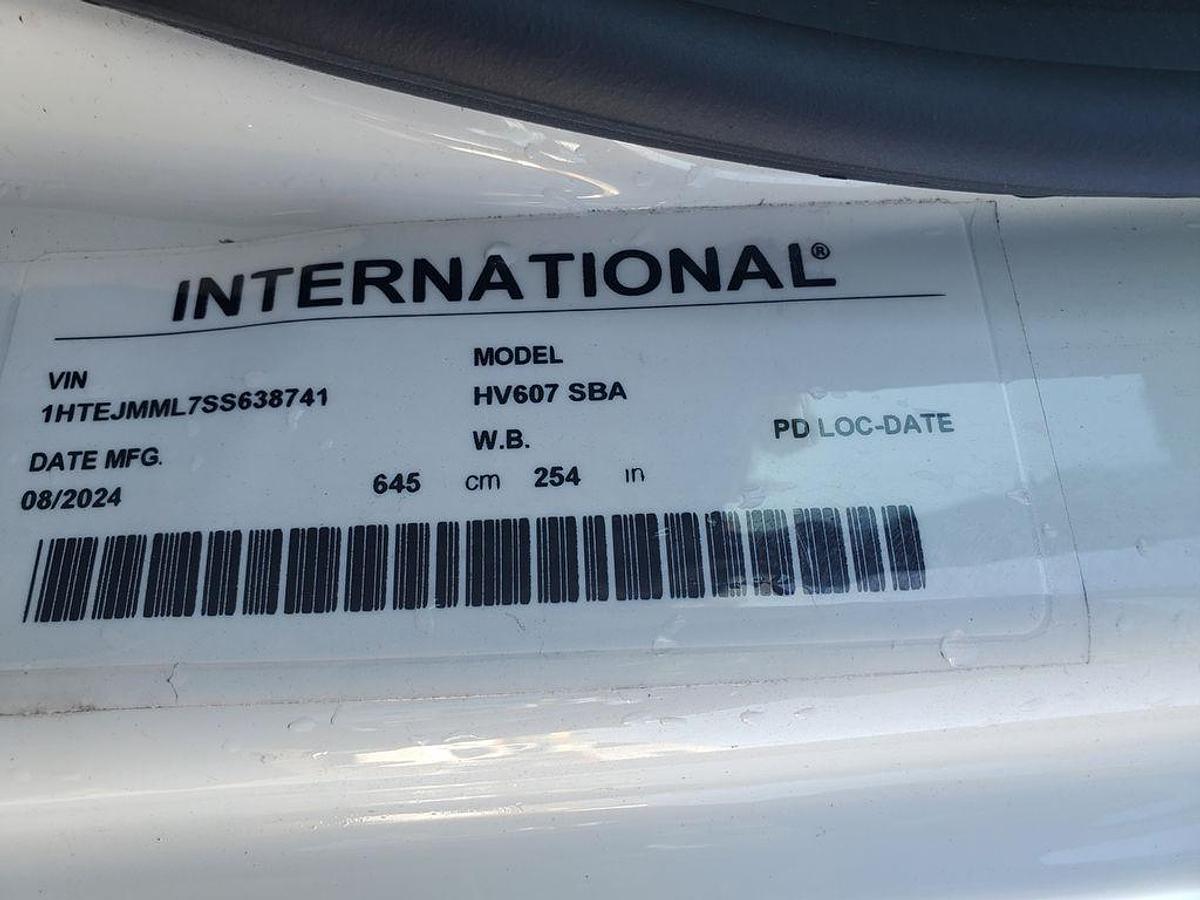 INTERNATIONAL®
VIN
1HTEJMML7SS638741
MODEL
HV607 SBA
DATE MFG.
08/2024
W.B.
645 cm 254 in
PD LOC-DATE